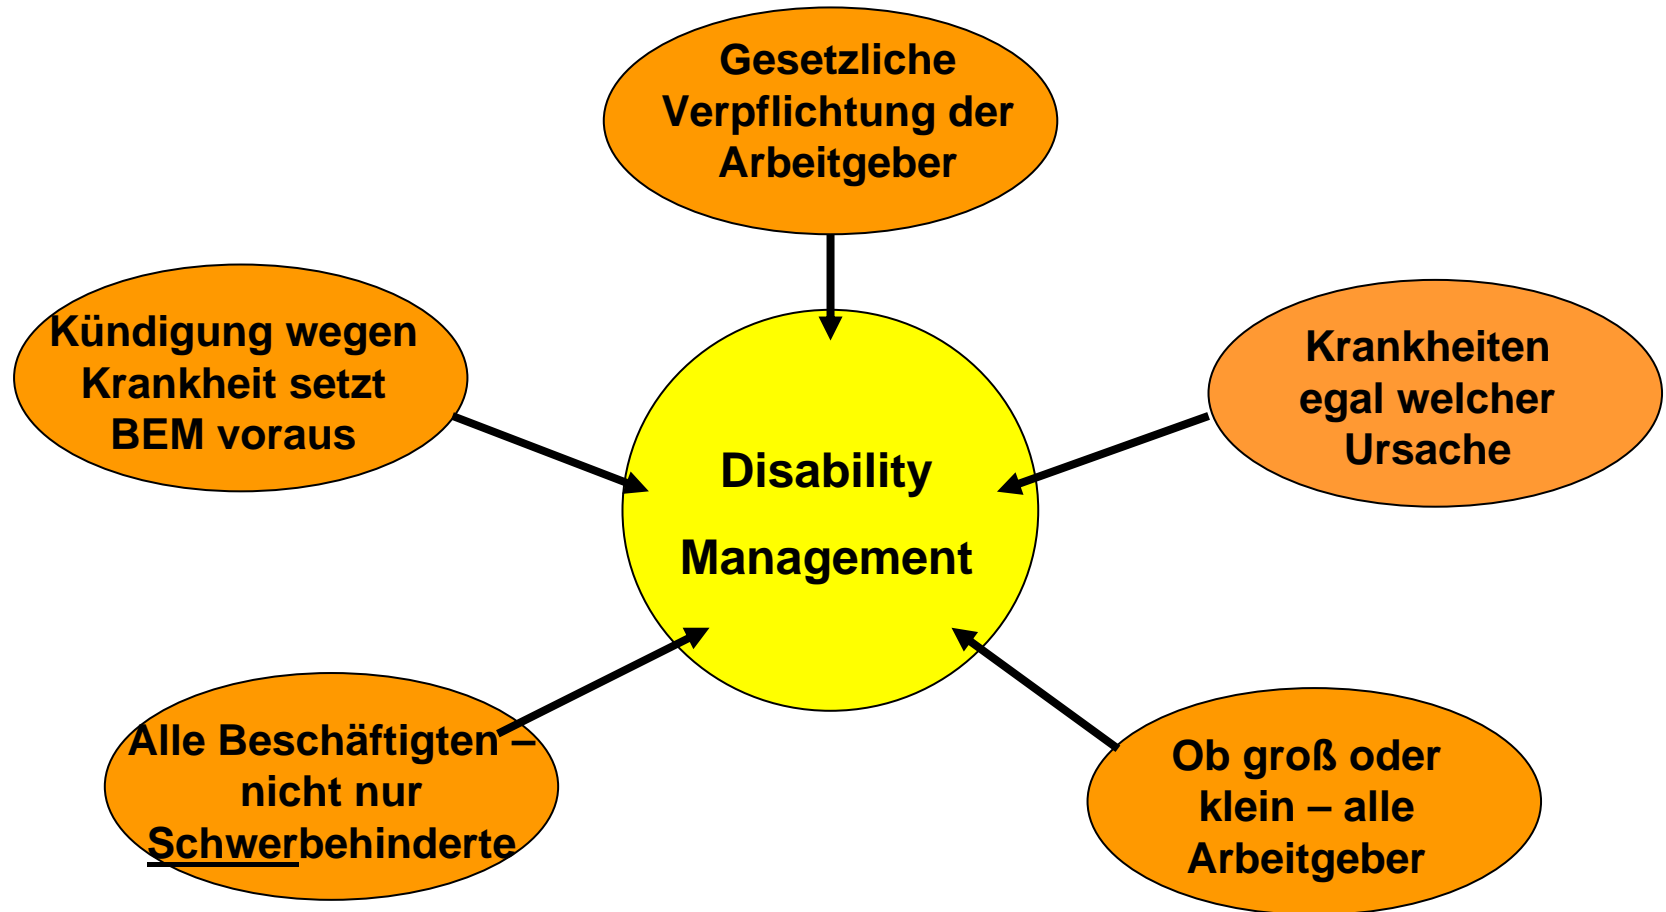 Gesetzliche
Verpflichtung der
Arbeitgeber
Kündigung wegen
Krankheit setzt
BEM voraus
Krankheiten
egal welcher
Ursache
Disability
Management
Alle Beschäftigten –
nicht nur
Schwerbehinderte
Ob groß oder
klein – alle
Arbeitgeber